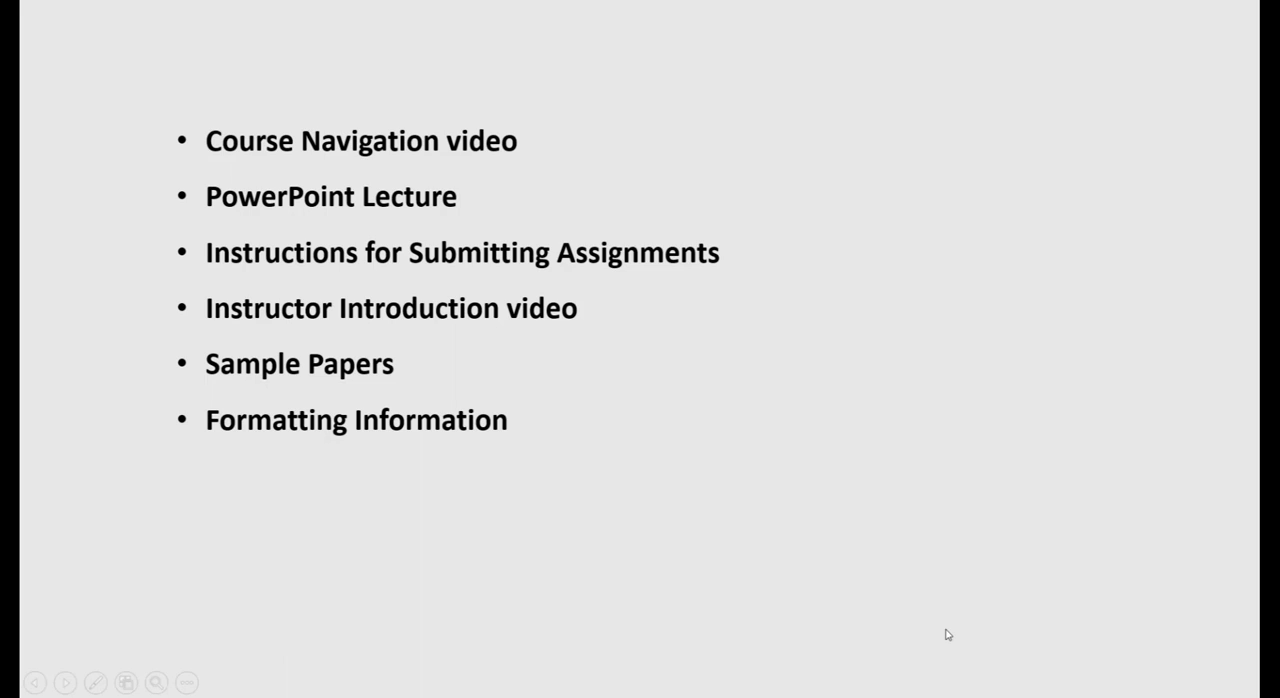 • Course Navigation video
• PowerPoint Lecture
• Instructions for Submitting Assignments
• Instructor Introduction video
• Sample Papers
• Formatting Information